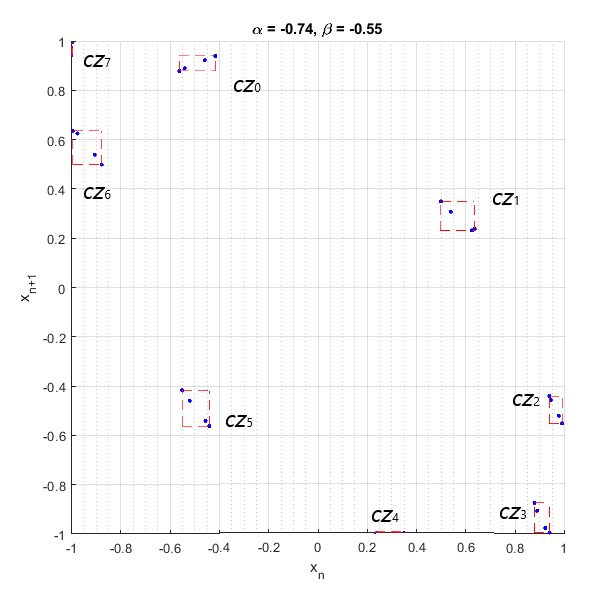 α = -0.74, β = -0.55
1
CZ7
CZ0
0.8
0.6
CZ6
0.4
CZ1
0.2
x_{n+1}
0
-0.2
-0.4
CZ2
CZ5
-0.6
-0.8
CZ4
CZ3
-1
-1 -0.8 -0.6 -0.4 -0.2 0 0.2 0.4 0.6 0.8 1
x_n